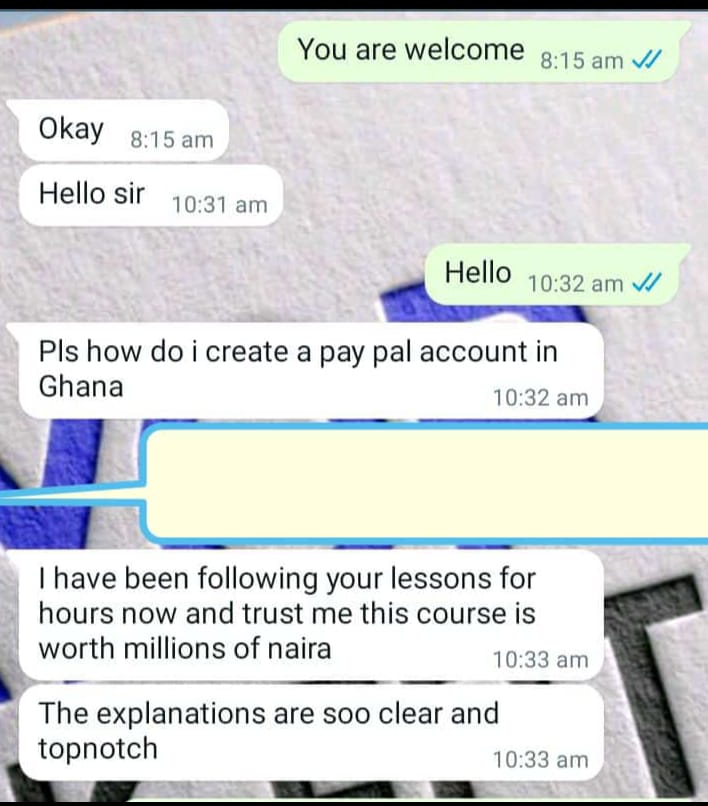 You are welcome 8:15 am
Okay 8:15 am
Hello sir 10:31 am
Hello 10:32 am
Pls how do i create a pay pal account in
Ghana
10:32 am
I have been following your lessons for
hours now and trust me this course is
worth millions of naira
10:33 am
The explanations are soo clear and
topnotch
10:33 am